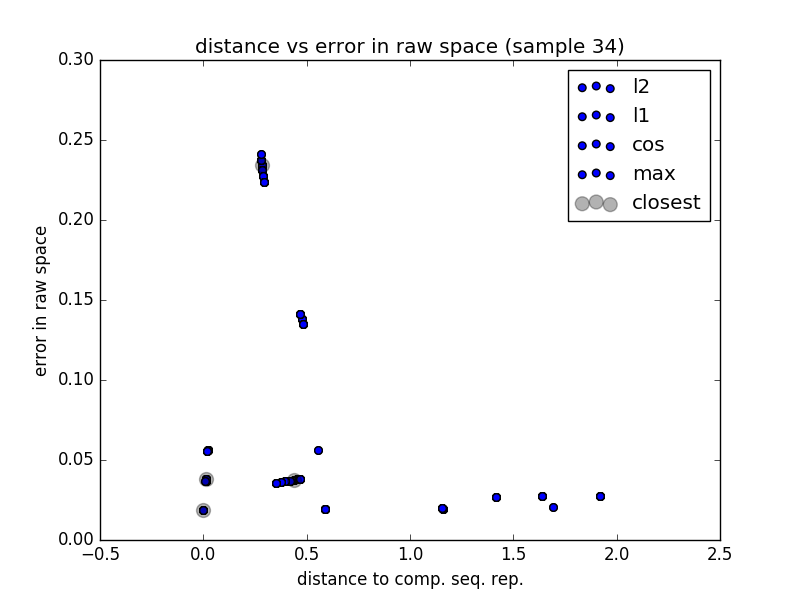 distance vs error in raw space (sample 34)
0.30
0.25
0.20
0.15
0.10
0.05
0.00
error in raw space
l2
l1
cos
max
closest
−0.5 0.0 0.5 1.0 1.5 2.0 2.5
distance to comp. seq. rep.